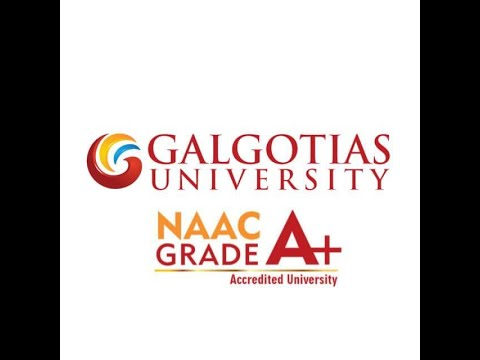 GALGOTIAS
UNIVERSITY
NAAC
GRADE A+
Accredited University